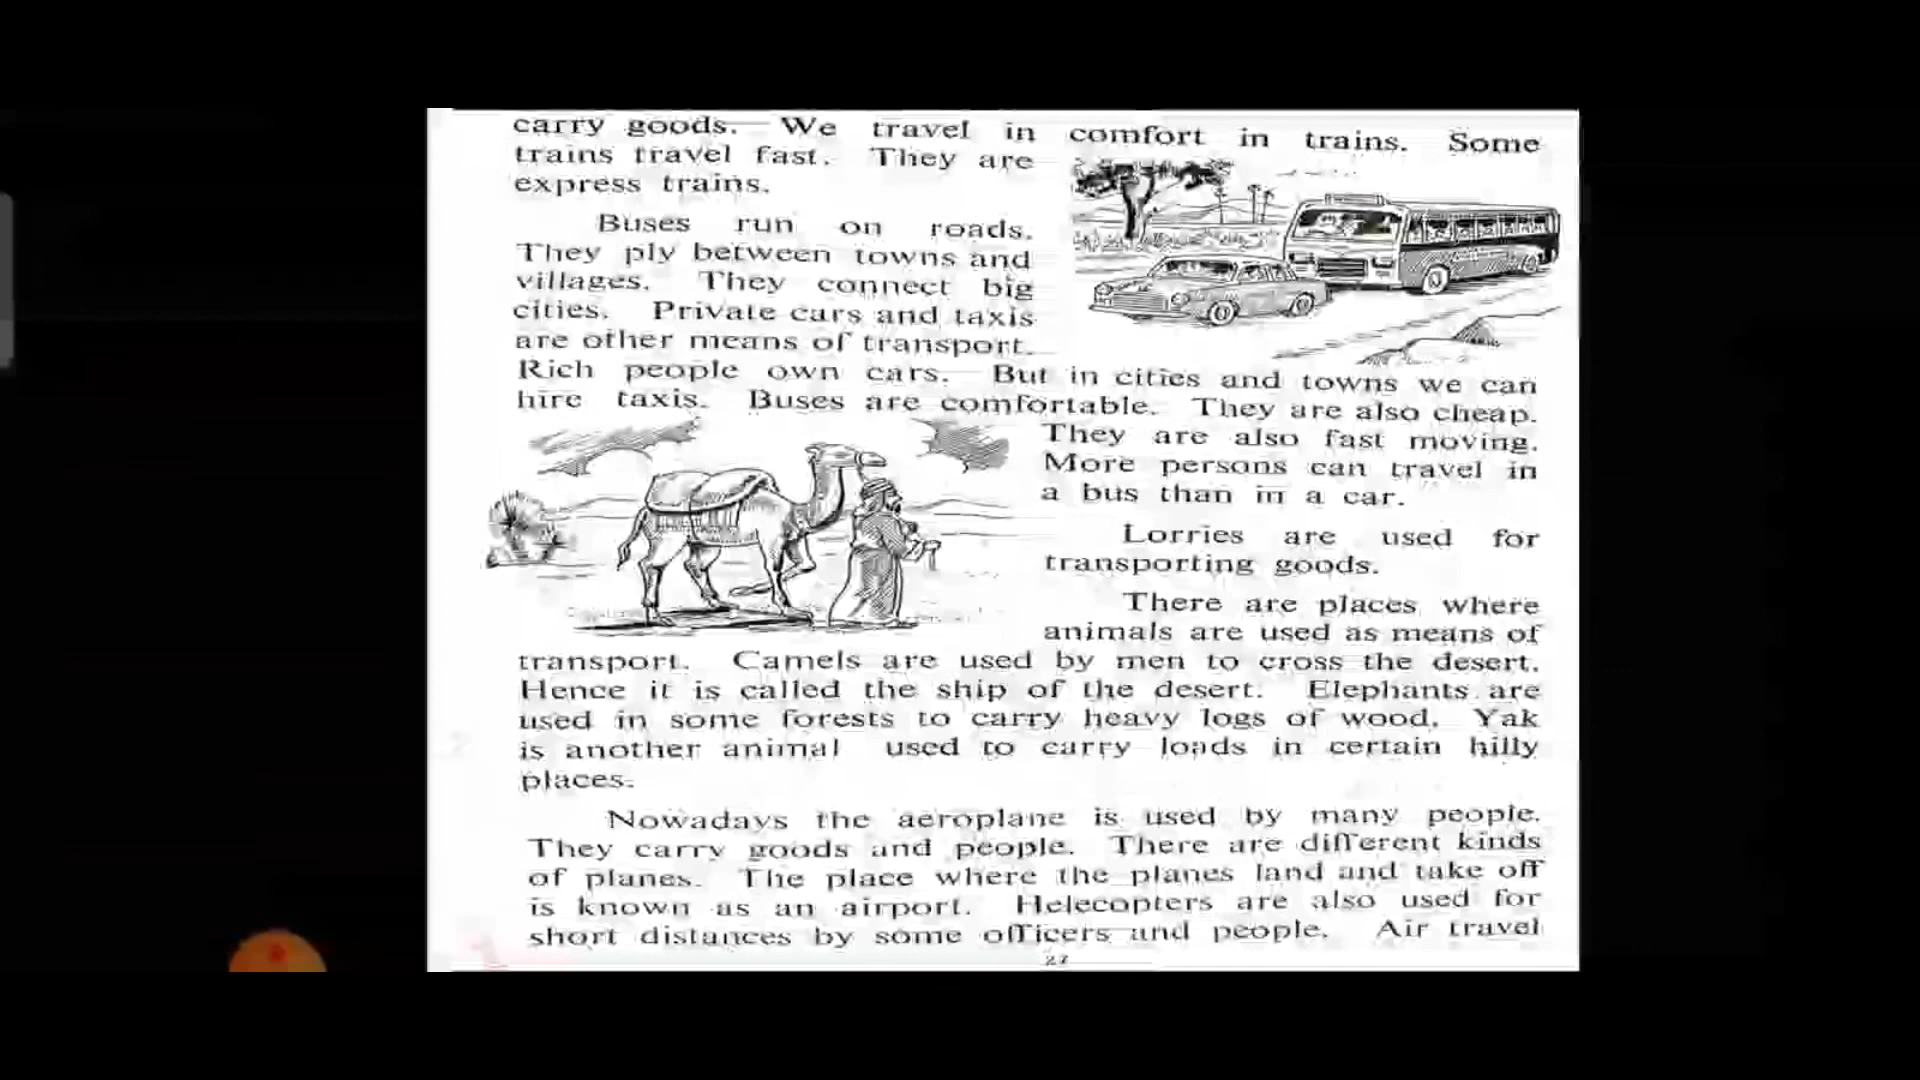 carry goods. We travel in comfort in trains. Some
trains travel fast. They are
express trains.
Buses run on roads.
They ply between towns and
villages. They connect big
cities. Private cars and taxis
are other means of transport.
Rich people own cars. But in cities and towns we can
hire taxis. Buses are comfortable. They are also cheap.
They are also fast moving.
More persons can travel in
a bus than in a car.
Lorries are used for
transporting goods.
There are places where
animals are used as means of
transport. Camels are used by men to cross the desert.
Hence it is called the ship of the desert. Elephants are
used in some forests to carry heavy logs of wood. Yak
is another animal used to carry loads in certain hilly
places.
Nowadays the aeroplane is used by many people.
They carry goods and people. There are different kinds
of planes. The place where the planes land and take off
is known as an airport. Helecopters are also used for
short distances by some officers and people. Air travel
27